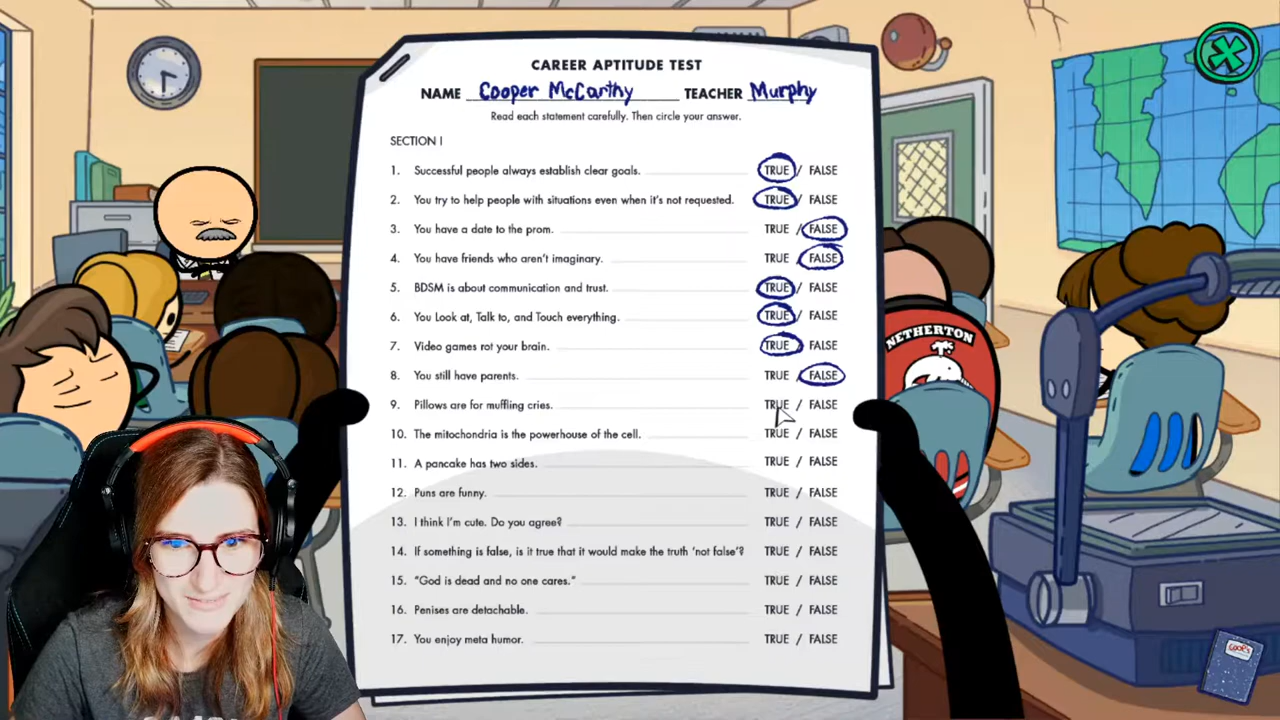 CAREER APTITUDE TEST
NAME Cooper McCarthy TEACHER Murphy
Read each statement carefully. Then circle your answer.
SECTION I
1. Successful people always establish clear goals. TRUE / FALSE
2. You try to help people with situations even when it's not requested. TRUE / FALSE
3. You have a date to the prom. TRUE / FALSE
4. You have friends who aren't imaginary. TRUE / FALSE
5. BDSM is about communication and trust. TRUE / FALSE
6. You Look at, Talk to, and Touch everything. TRUE / FALSE
7. Video games rot your brain. TRUE / FALSE
8. You still have parents. TRUE / FALSE
9. Pillows are for muffling cries. TRUE / FALSE
10. The mitochondria is the powerhouse of the cell. TRUE / FALSE
11. A pancake has two sides. TRUE / FALSE
12. Puns are funny. TRUE / FALSE
13. I think I'm cute. Do you agree? TRUE / FALSE
14. If something is false, is it true that it would make the truth 'not false'? TRUE / FALSE
15. "God is dead and no one cares." TRUE / FALSE
16. Penises are detachable. TRUE / FALSE
17. You enjoy meta humor. TRUE / FALSE
NETHERTON
COOP'S